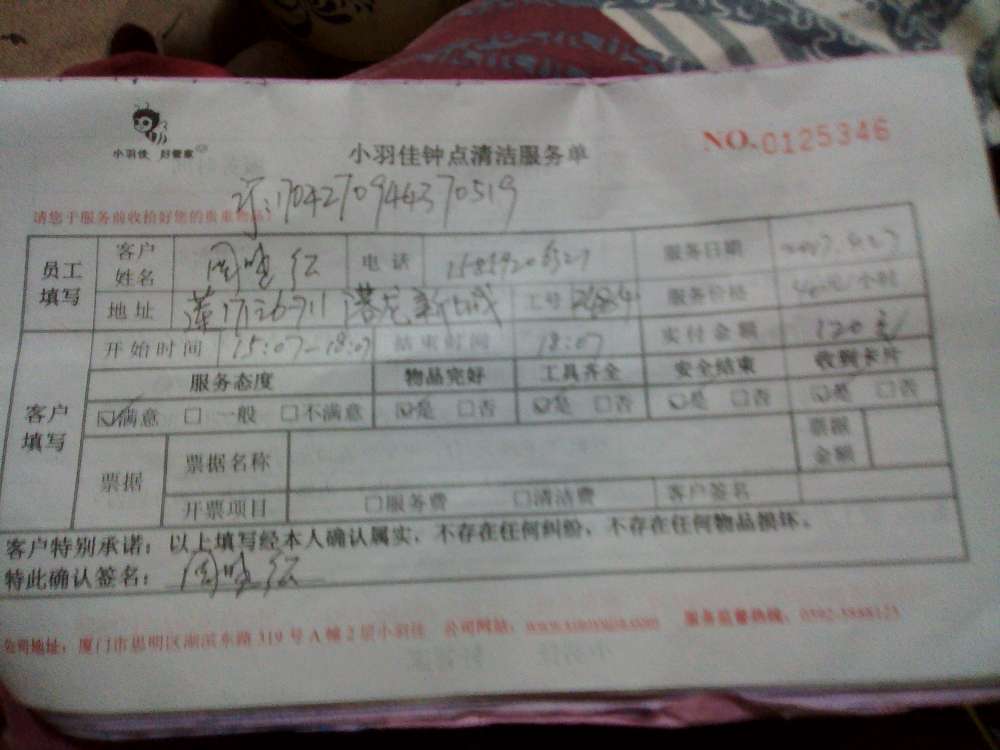 小羽佳 好管家
小羽佳钟点清洁服务单
NO.0125346
1704270946370519
请您于服务前收拾好您的贵重物品!
员工填写 客户姓名 周 红 电话 服务日期
地址 莲 新 城 工号 服务价格
开始时间 15:07-18:07 结束时间 18:07 实付金额 120元
客户填写 服务态度 物品完好 工具齐全 安全结束 收到卡片
☑满意 □一般 □不满意 ☑是 □否 ☑是 □否 ☑是 □否 ☑是 □否
票据 票据名称 票据金额
开票项目 □服务费 □清洁费 客户签名
客户特别承诺：以上填写经本人确认属实，不存在任何纠纷，不存在任何物品损坏。
特此确认签名：周 红
公司地址：厦门市思明区湖滨东路319号A幢2层小羽佳 公司网站： 服务监督热线：